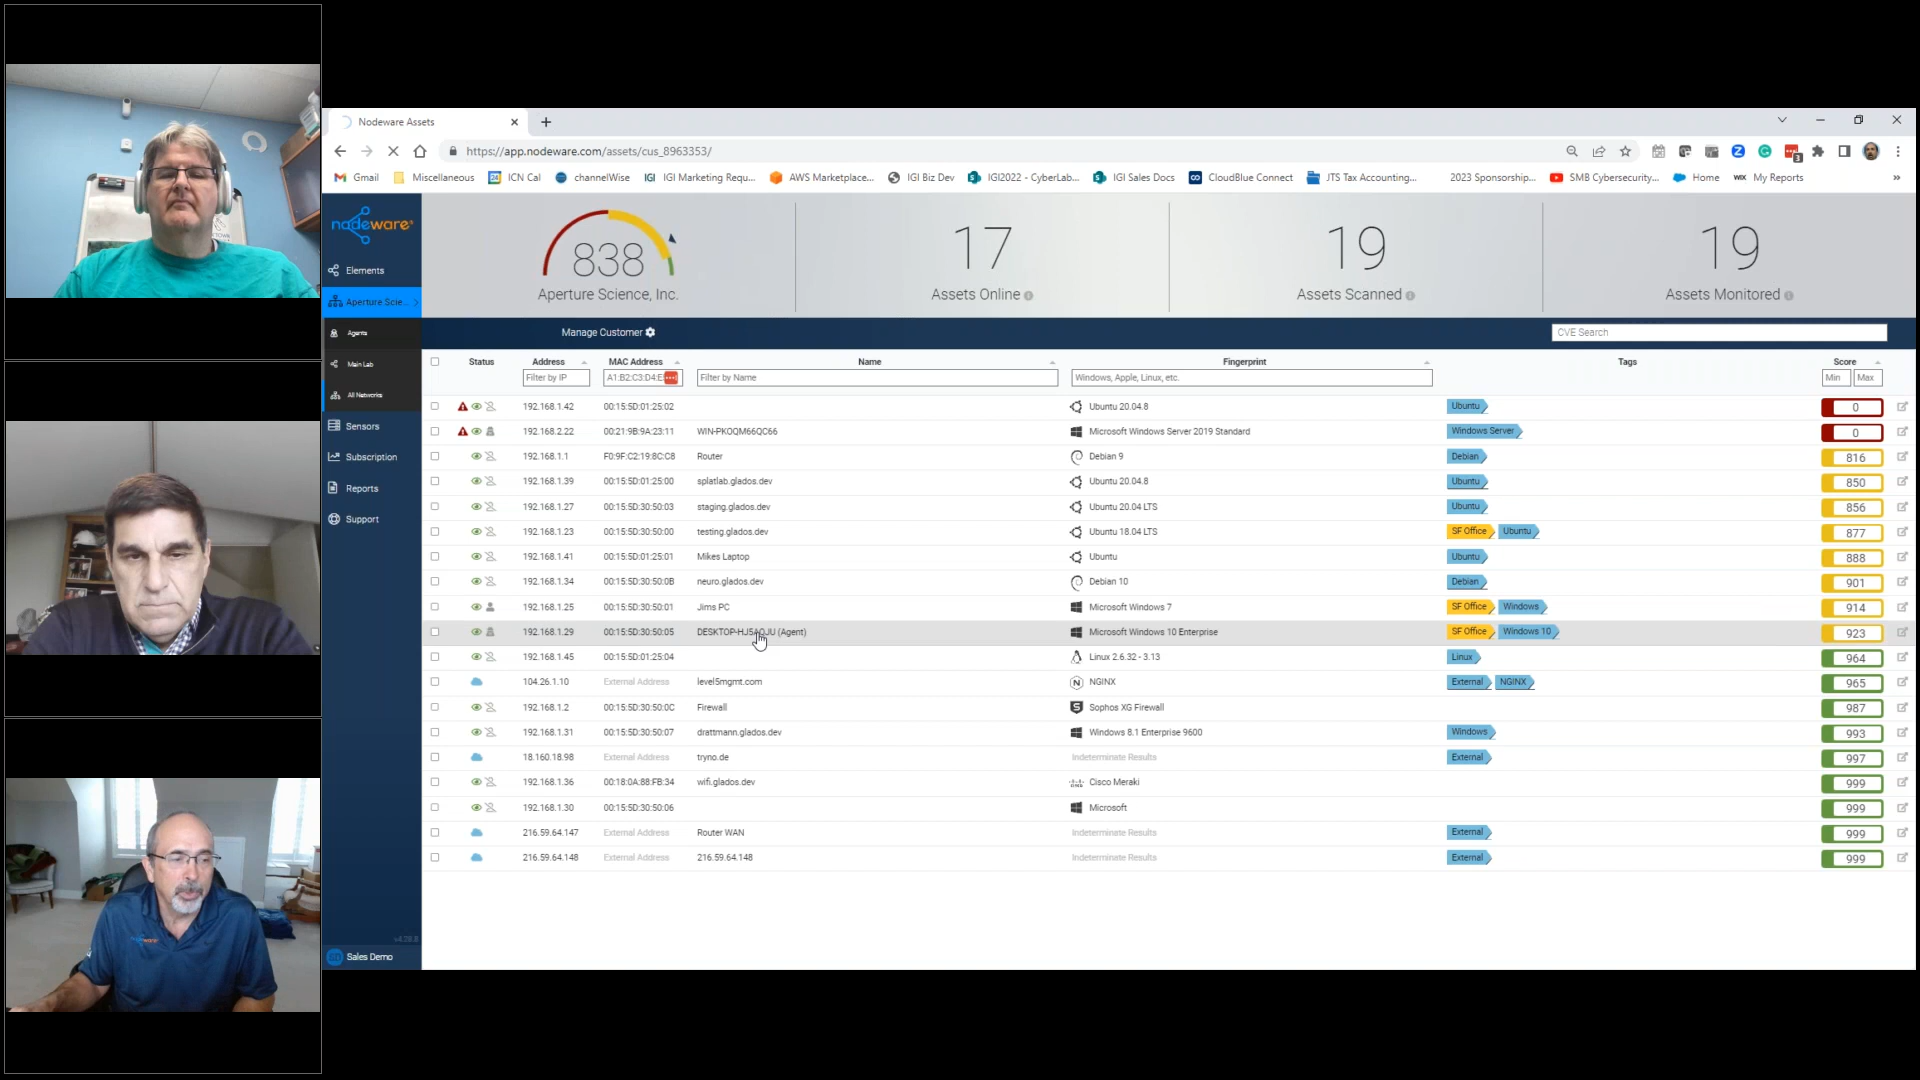 Nodeware Assets
https://app.nodeware.com/assets/cus_8963353/
Gmail Miscellaneous ICN Cal channelWise IGI IGI Marketing Requ... AWS Marketplace... IGI Biz Dev IGI2022 - CyberLab... IGI Sales Docs CloudBlue Connect JTS Tax Accounting... 2023 Sponsorship... SMB Cybersecurity... Home WIX My Reports »
nodeware
Elements
Aperture Scie...
Agents
Main Lab
All Networks
Sensors
Subscription
Reports
Support
v4.28.8
Sales Demo
838
Aperture Science, Inc.
17
Assets Online
19
Assets Scanned
19
Assets Monitored
Manage Customer
CVE Search
Status Address MAC Address Name Fingerprint Tags Score
Filter by IP A1:B2:C3:D4:E Filter by Name Windows, Apple, Linux, etc. Min Max
192.168.1.42 00:15:5D:01:25:02 Ubuntu 20.04.8 Ubuntu 0
192.168.2.22 00:21:9B:9A:23:11 WIN-PKOQM66QC66 Microsoft Windows Server 2019 Standard Windows Server 0
192.168.1.1 F0:9F:C2:19:8C:C8 Router Debian 9 Debian 816
192.168.1.39 00:15:5D:01:25:00 splatlab.glados.dev Ubuntu 20.04.8 Ubuntu 850
192.168.1.27 00:15:5D:30:50:03 staging.glados.dev Ubuntu 20.04 LTS Ubuntu 856
192.168.1.23 00:15:5D:30:50:00 testing.glados.dev Ubuntu 18.04 LTS SF Office Ubuntu 877
192.168.1.41 00:15:5D:01:25:01 Mikes Laptop Ubuntu Ubuntu 888
192.168.1.34 00:15:5D:30:50:0B neuro.glados.dev Debian 10 Debian 901
192.168.1.25 00:15:5D:30:50:01 Jims PC Microsoft Windows 7 SF Office Windows 914
192.168.1.29 00:15:5D:30:50:05 (Agent) Microsoft Windows 10 Enterprise SF Office Windows 10 923
192.168.1.45 00:15:5D:01:25:04 Linux 2.6.32 - 3.13 Linux 964
104.26.1.10 External Address level5mgmt.com NGINX External NGINX 965
192.168.1.2 00:15:5D:30:50:0C Firewall Sophos XG Firewall 987
192.168.1.31 00:15:5D:30:50:07 drattmann.glados.dev Windows 8.1 Enterprise 9600 Windows 993
18.160.18.98 External Address tryno.de Indeterminate Results External 997
192.168.1.36 00:18:0A:88:FB:34 wifi.glados.dev Cisco Meraki 999
192.168.1.30 00:15:5D:30:50:06 Microsoft 999
216.59.64.147 External Address Router WAN Indeterminate Results External 999
216.59.64.148 External Address 216.59.64.148 Indeterminate Results External 999